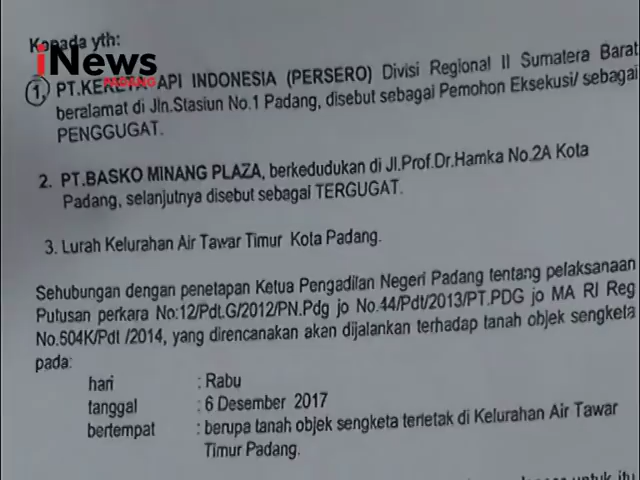 Kepada yth:
iNews
PADANG
1. PT.KERETA API INDONESIA (PERSERO) Divisi Regional II Sumatera Barat
beralamat di Jln.Stasiun No.1 Padang, disebut sebagai Pemohon Eksekusi/ sebagai
PENGGUGAT.
2. PT.BASKO MINANG PLAZA, berkedudukan di Jl.Prof.Dr.Hamka No.2A Kota
Padang, selanjutnya disebut sebagai TERGUGAT.
3. Lurah Kelurahan Air Tawar Timur Kota Padang.
Sehubungan dengan penetapan Ketua Pengadilan Negeri Padang tentang pelaksanaan
Putusan perkara No:12/Pdt.G/2012/PN.Pdg jo No.44/Pdt/2013/PT.PDG jo MA RI Reg
No.604K/Pdt /2014, yang direncanakan akan dijalankan terhadap tanah objek sengketa
pada:
hari : Rabu
tanggal : 6 Desember 2017
bertempat : berupa tanah objek sengketa terletak di Kelurahan Air Tawar
Timur Padang.
untuk itu